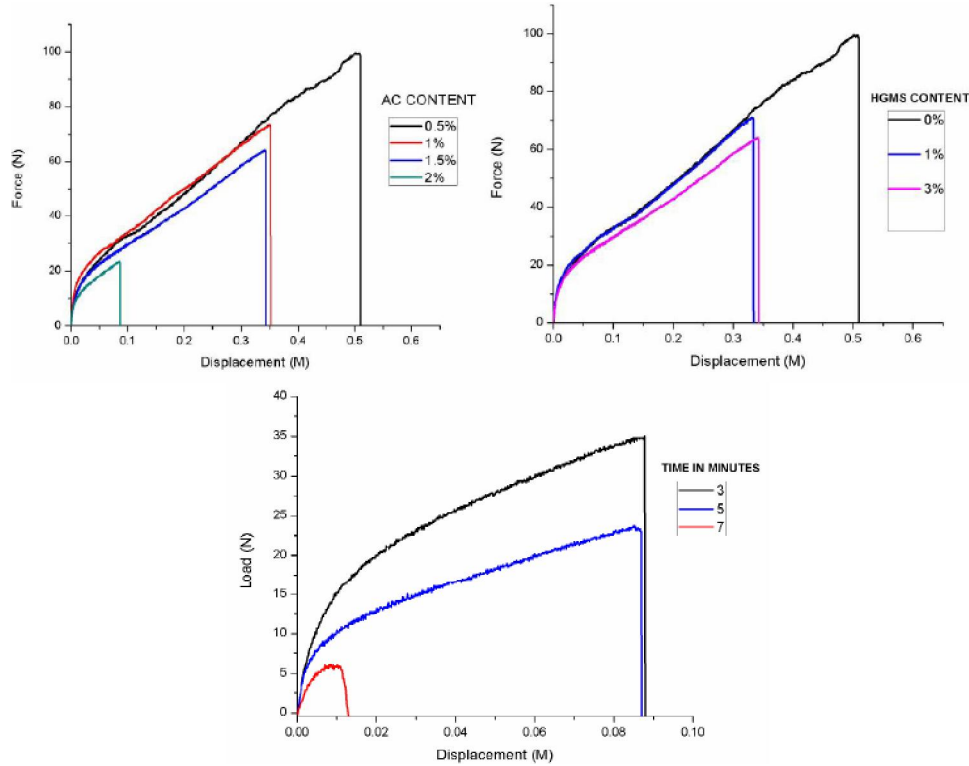 100
80
60
40
20
0
Force (N)
0.0 0.1 0.2 0.3 0.4 0.5 0.6
Displacement (M)
AC CONTENT
0.5%
1%
1.5%
2%
100
80
60
40
20
0
Force (N)
0.0 0.1 0.2 0.3 0.4 0.5 0.6
Displacement (M)
HGMS CONTENT
0%
1%
3%
40
35
30
25
20
15
10
5
0
Load (N)
0.00 0.02 0.04 0.06 0.08 0.10
Displacement (M)
TIME IN MINUTES
3
5
7